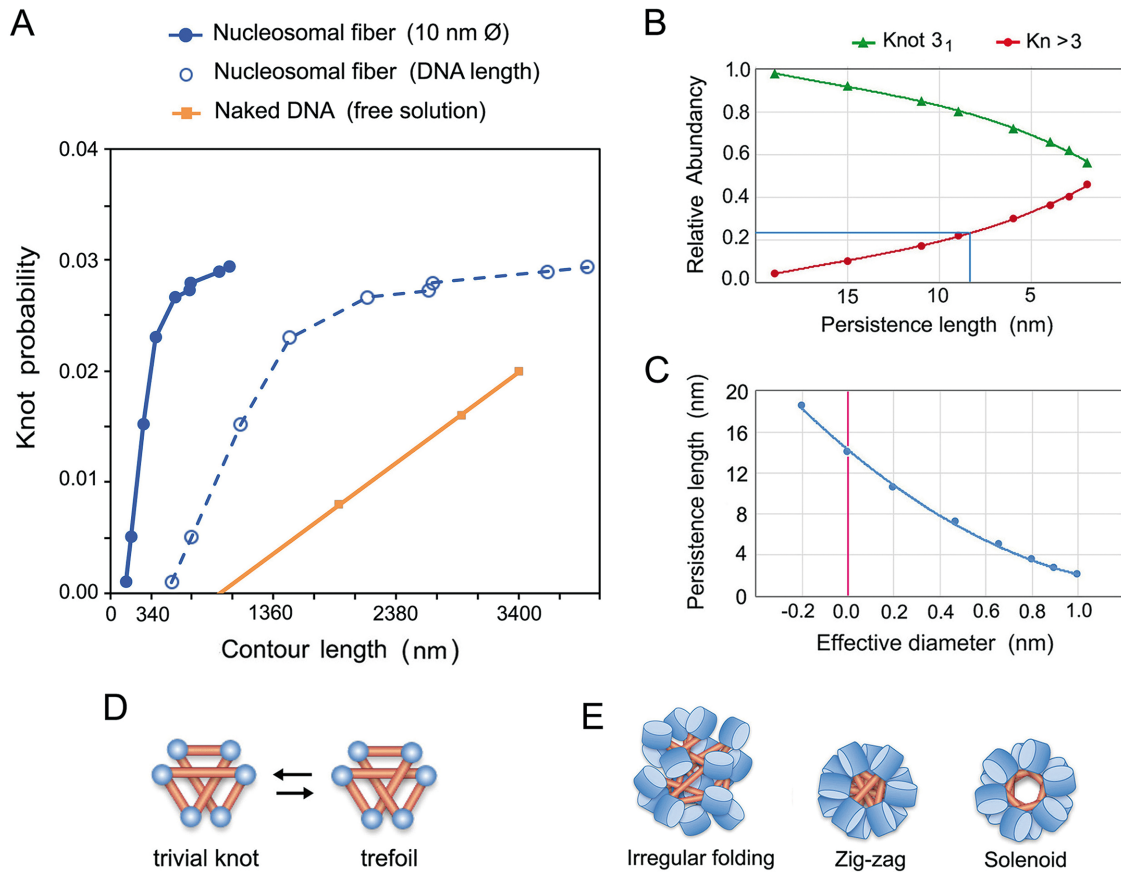 A
Nucleosomal fiber (10 nm Ø)
Nucleosomal fiber (DNA length)
Naked DNA (free solution)
0.04
0.03
0.02
0.01
0.00
Knot probability
0 340 1360 2380 3400
Contour length (nm)
B
Knot 3₁ Kn >3
1.0
0.8
0.6
0.4
0.2
0.0
Relative Abundancy
15 10 5
Persistence length (nm)
C
20
16
12
8
4
0
Persistence length (nm)
-0.2 0.0 0.2 0.4 0.6 0.8 1.0
Effective diameter (nm)
D
trivial knot trefoil
E
Irregular folding Zig-zag Solenoid